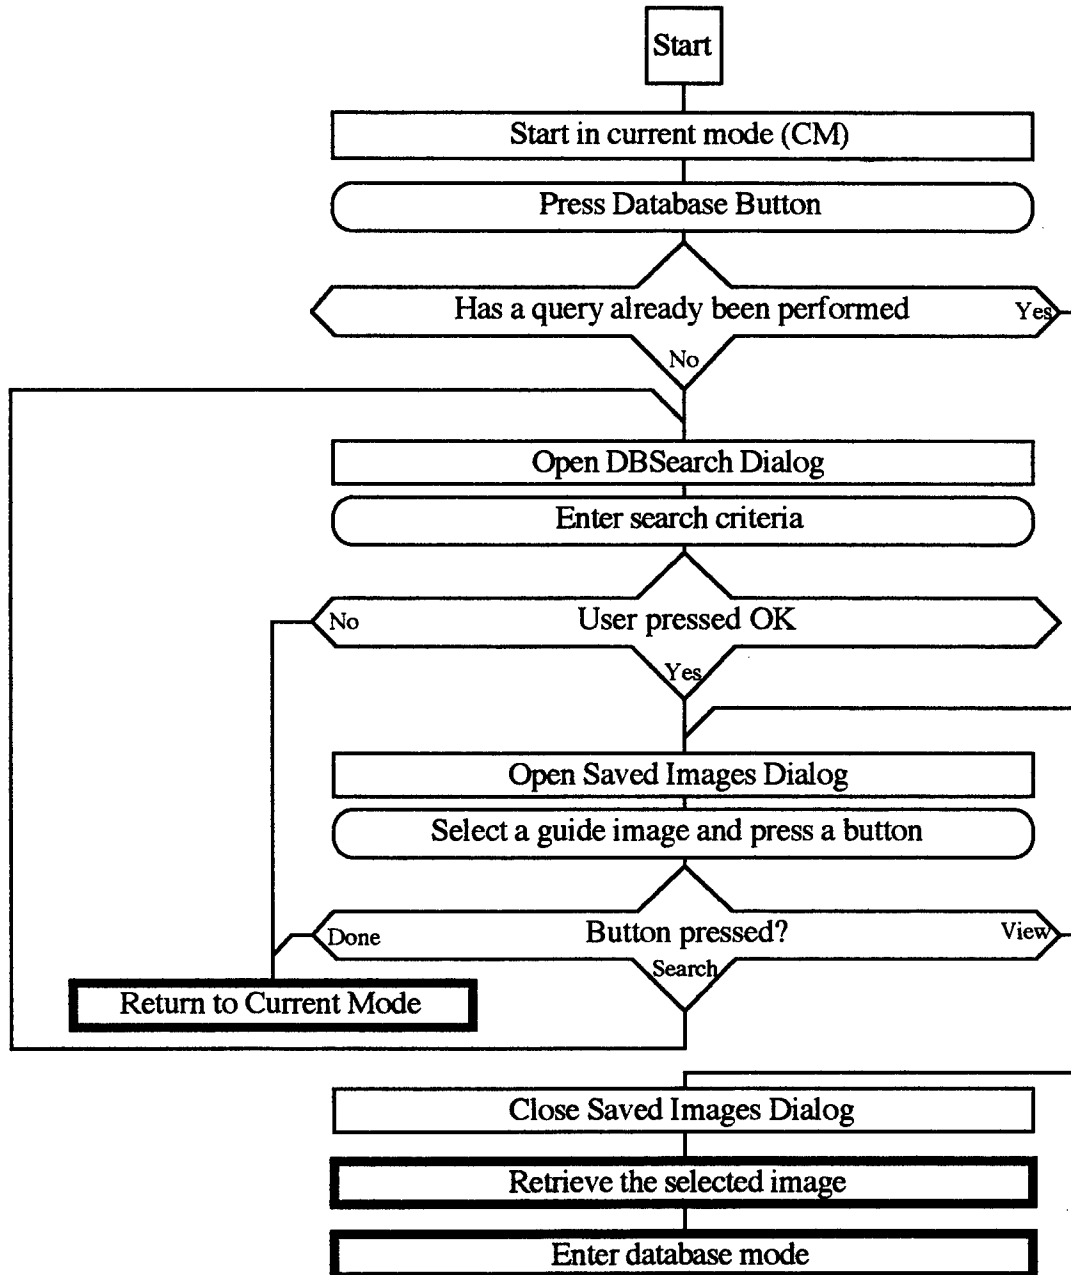 Start
Start in current mode (CM)
Press Database Button
Has a query already been performed
Yes
No
Open DBSearch Dialog
Enter search criteria
No
User pressed OK
Yes
Open Saved Images Dialog
Select a guide image and press a button
Done
Button pressed?
View
Search
Return to Current Mode
Close Saved Images Dialog
Retrieve the selected image
Enter database mode